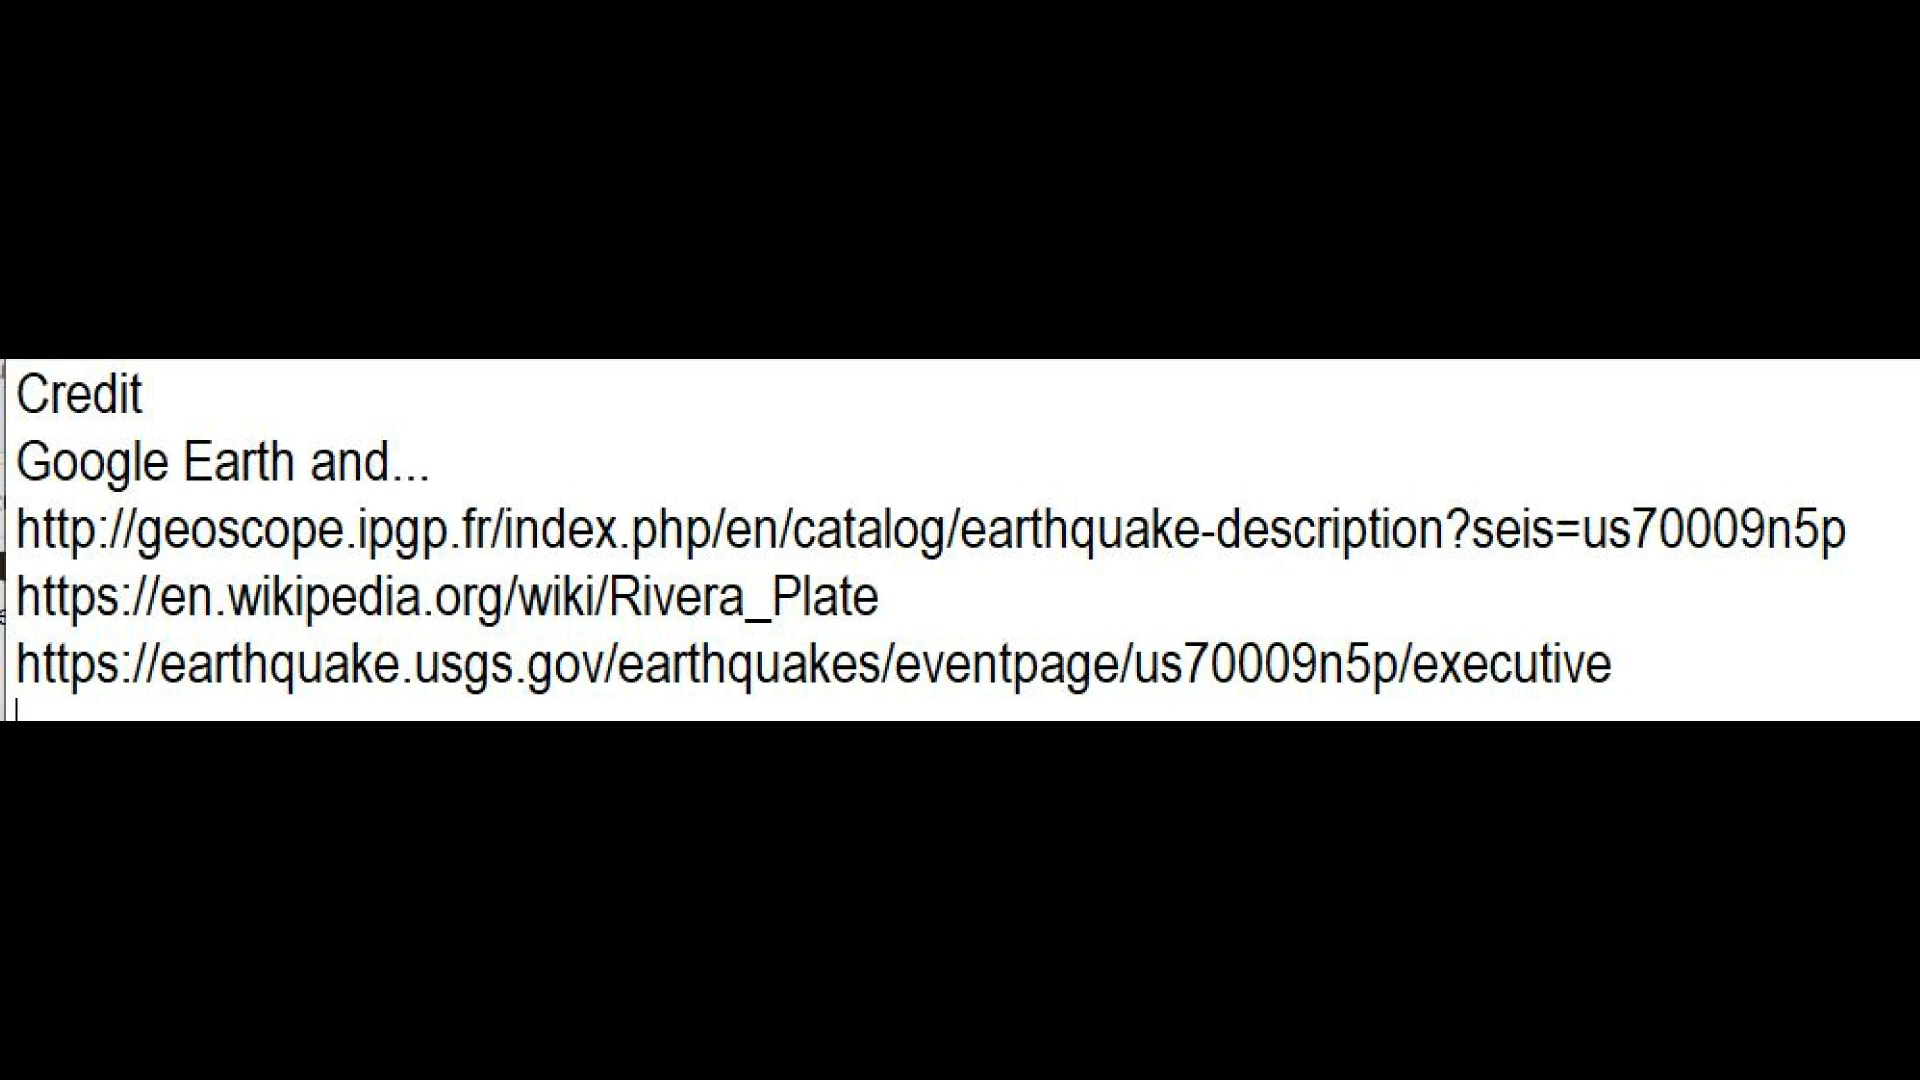 Credit
Google Earth and...
http://geoscope.ipgp.fr/index.php/en/catalog/earthquake-description?seis=us70009n5p
https://en.wikipedia.org/wiki/Rivera_Plate
https://earthquake.usgs.gov/earthquakes/eventpage/us70009n5p/executive